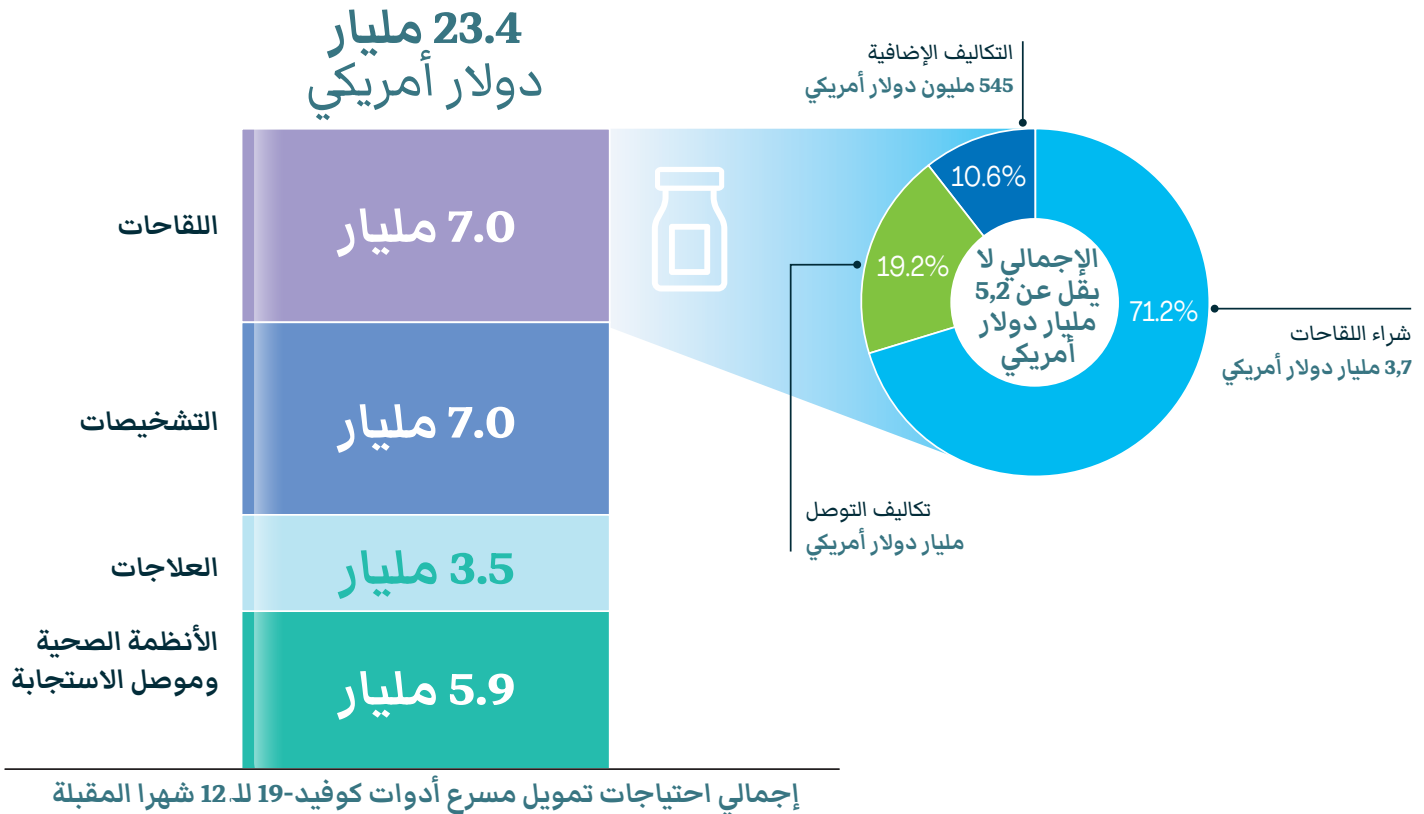 23.4 مليار
دولار أمريكي
اللقاحات
7.0 مليار
التشخيصات
7.0 مليار
العلاجات
3.5 مليار
الأنظمة الصحية
وموصل الاستجابة
5.9 مليار
إجمالي احتياجات تمويل مسرع أدوات كوفيد-19 للـ 12 شهرا المقبلة
التكاليف الإضافية
545 مليون دولار أمريكي
10.6%
19.2%
71.2%
الإجمالي لا
يقل عن 5,2
مليار دولار
أمريكي
شراء اللقاحات
3,7 مليار دولار أمريكي
تكاليف التوصل
مليار دولار أمريكي